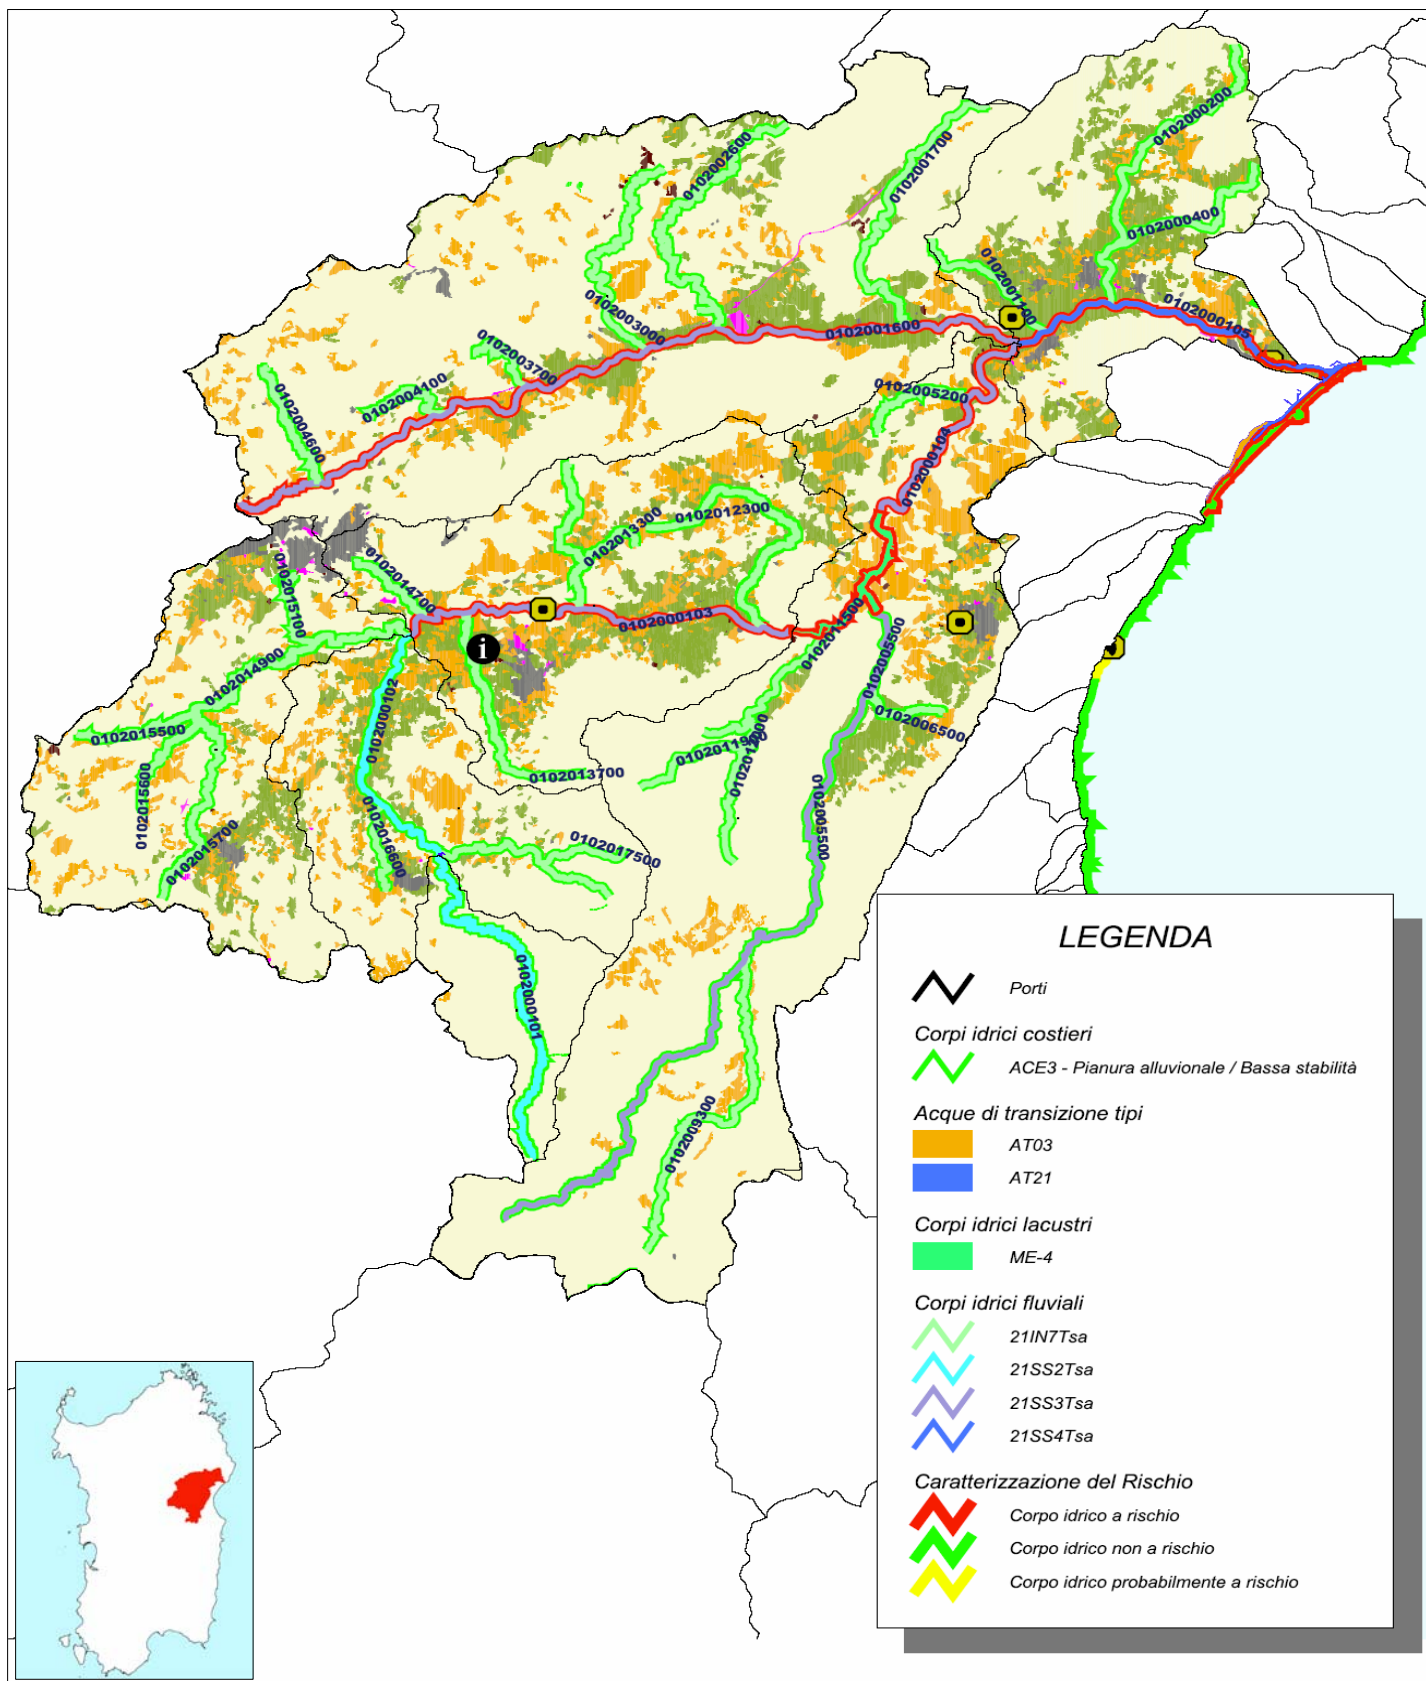 0102000200
0102002600
0102001700
0102000400
0102001100
0102003000
0102001600
0102000105
0102003700
0102004100
0102005200
0102004600
0102000104
0102012300
0102013300
0102014700
0102015100
0102000103
0102011500
0102005500
0102014900
0102000102
0102015500
0102006500
0102011900
0102013700
0102015600
0102005500
0102016600
0102015700
0102017500
0102000101
0102009300
i
LEGENDA
Porti
Corpi idrici costieri
ACE3 - Pianura alluvionale / Bassa stabilità
Acque di transizione tipi
AT03
AT21
Corpi idrici lacustri
ME-4
Corpi idrici fluviali
21IN7Tsa
21SS2Tsa
21SS3Tsa
21SS4Tsa
Caratterizzazione del Rischio
Corpo idrico a rischio
Corpo idrico non a rischio
Corpo idrico probabilmente a rischio